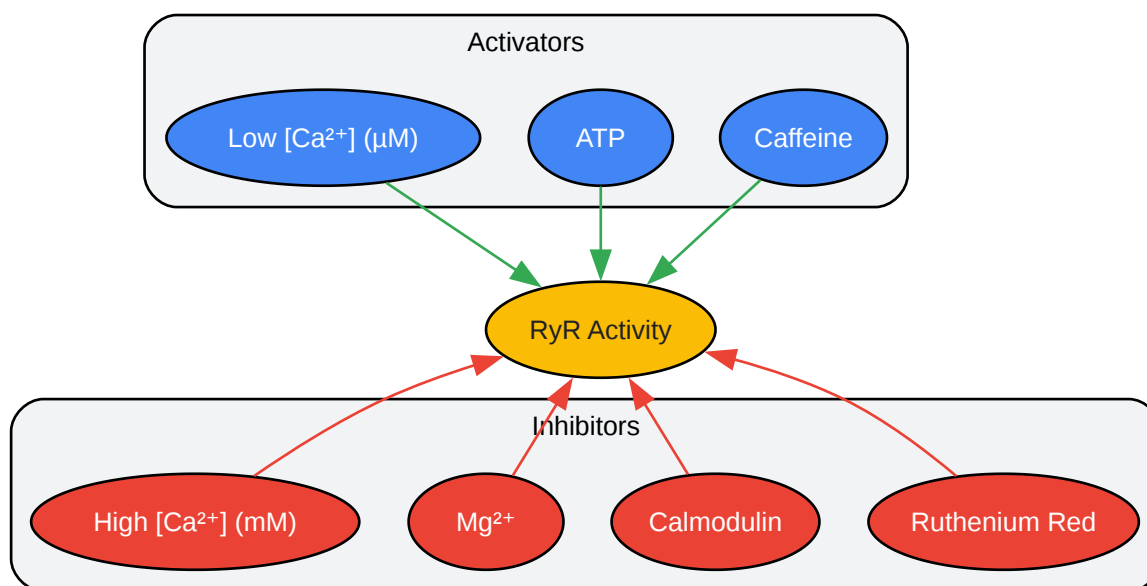 Activators
Low [Ca²⁺] (µM)
ATP
Caffeine
RyR Activity
Inhibitors
High [Ca²⁺] (mM)
Mg²⁺
Calmodulin
Ruthenium Red